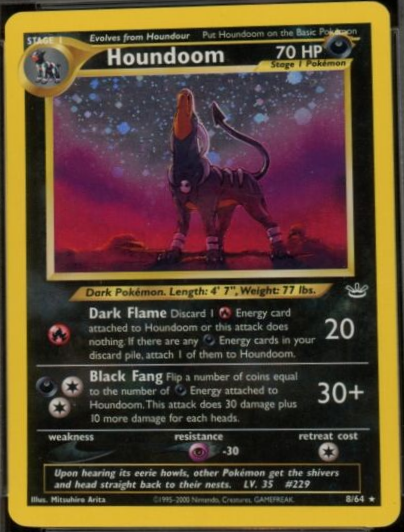 STAGE 1 Evolves from Houndour Put Houndoom on the Basic Pokémon
Houndoom 70 HP
Stage 1 Pokémon
Dark Pokémon. Length: 4' 7", Weight: 77 lbs.
Dark Flame Discard 1 Energy card
attached to Houndoom or this attack does
nothing. If there are any Energy cards in your
discard pile, attach 1 of them to Houndoom.
20
Black Fang Flip a number of coins equal
to the number of Energy attached to
Houndoom. This attack does 30 damage plus
10 more damage for each heads.
30+
weakness resistance retreat cost
-30
Upon hearing its eerie howls, other Pokémon get the shivers
and head straight back to their nests. LV. 35 #229
Illus. Mitsuhiro Arita ©1995-2000 Nintendo, Creatures, GAMEFREAK. 8/64 ★